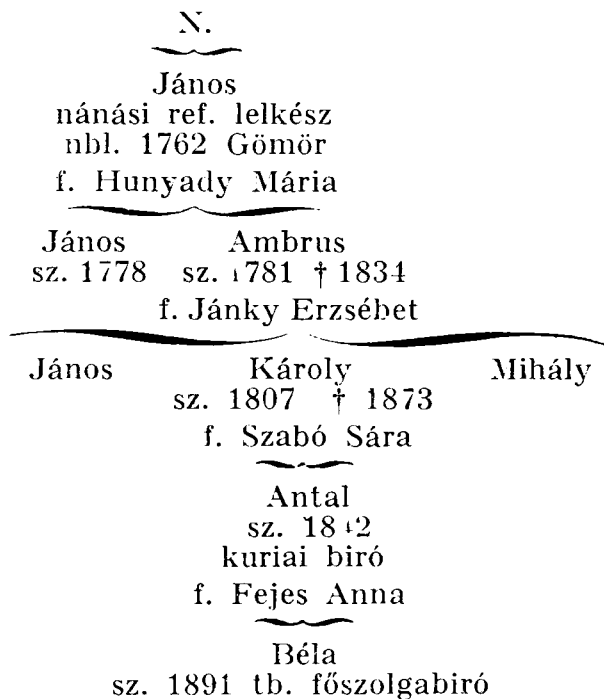 N.
János
nánási ref. lelkész
nbl. 1762 Gömör
f. Hunyady Mária
János Ambrus
sz. 1778 sz. 1781 † 1834
f. Jánky Erzsébet
János Károly Mihály
sz. 1807 † 1873
f. Szabó Sára
Antal
sz.
kuriai biró
f. Fejes Anna
Béla
sz. 1891 tb. főszolgabiró